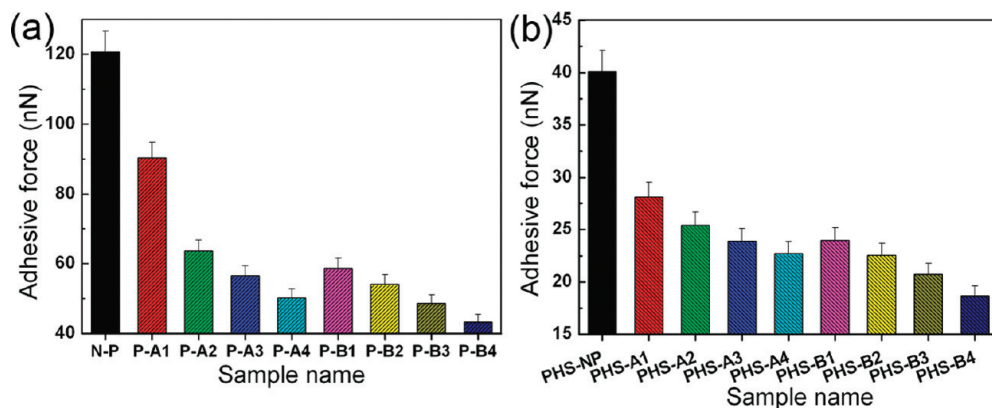 (a)
Adhesive force (nN)
120
100
80
60
40
N-P P-A1 P-A2 P-A3 P-A4 P-B1 P-B2 P-B3 P-B4
Sample name
(b)
Adhesive force (nN)
45
40
35
30
25
20
15
PHS-NP PHS-A1 PHS-A2 PHS-A3 PHS-A4 PHS-B1 PHS-B2 PHS-B3 PHS-B4
Sample name